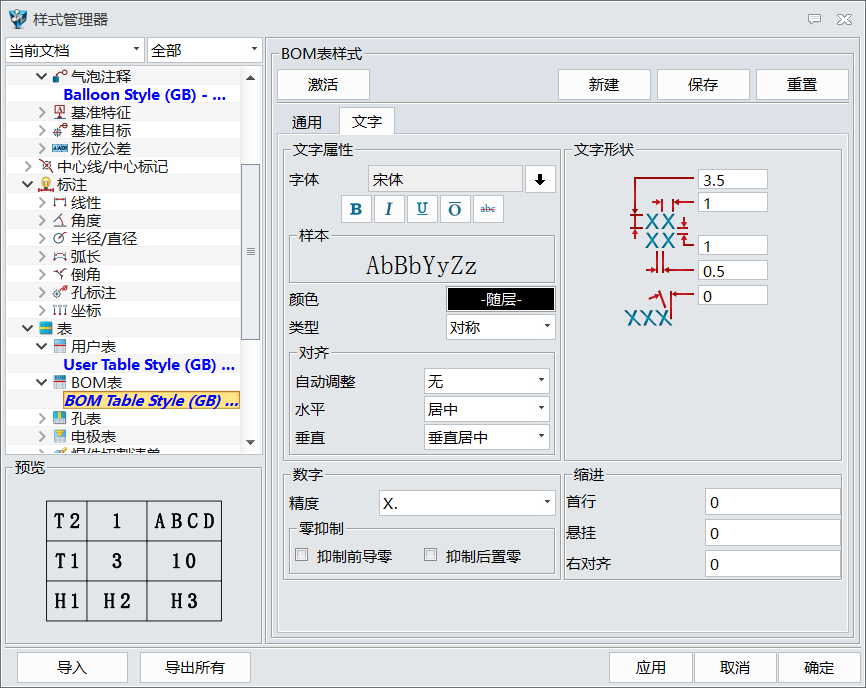 样式管理器
当前文档 全部
气泡注释
Balloon Style (GB) - ...
基准特征
基准目标
形位公差
中心线/中心标记
标注
线性
角度
半径/直径
弧长
倒角
孔标注
坐标
表
用户表
User Table Style (GB) ...
BOM表
BOM Table Style (GB) ...
孔表
电极表
焊件切割清单
预览
T2 1 ABCD
T1 3 10
H1 H2 H3
BOM表样式
激活 新建 保存 重置
通用 文字
文字属性
字体 宋体
B I U O abc
样本
AaBbYyZz
颜色 -随层-
类型 对称
对齐
自动调整 无
水平 居中
垂直 垂直居中
文字形状
3.5
1
XX
XX
1
0.5
0
XXX
数字
精度 X.
零抑制
抑制前导零 抑制后置零
缩进
首行 0
悬挂 0
右对齐 0
导入 导出所有 应用 取消 确定